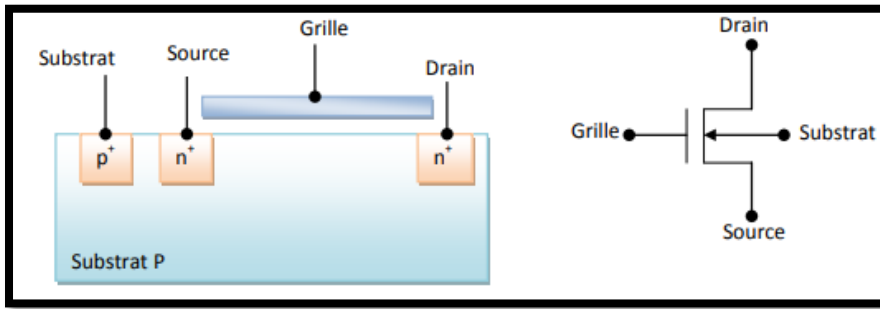 Grille
Substrat
Source
Drain
p+
n+
n+
Substrat P
Drain
Grille
Substrat
Source